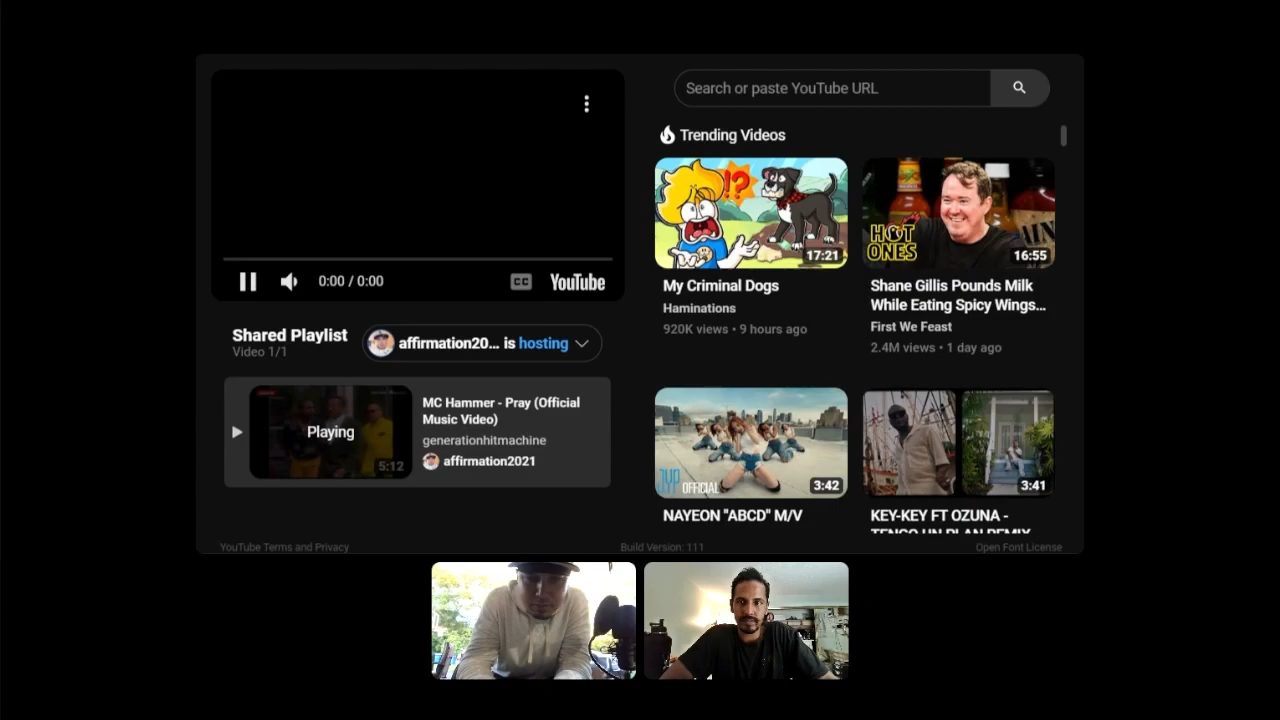 Search or paste YouTube URL
Trending Videos
!?
17:21
HOT
ONES
16:55
My Criminal Dogs
Haminations
920K views • 9 hours ago
Shane Gillis Pounds Milk
While Eating Spicy Wings...
First We Feast
2.4M views • 1 day ago
0:00 / 0:00
CC
YouTube
Shared Playlist
Video 1/1
affirmation20... is hosting
Playing
5:12
MC Hammer - Pray (Official
Music Video)
generationhitmachine
affirmation2021
JYP OFFICIAL
3:42
3:41
NAYEON "ABCD" M/V
KEY-KEY FT OZUNA -
TENGO UN PLAN REMIX
YouTube Terms and Privacy
Build Version: 111
Open Font License